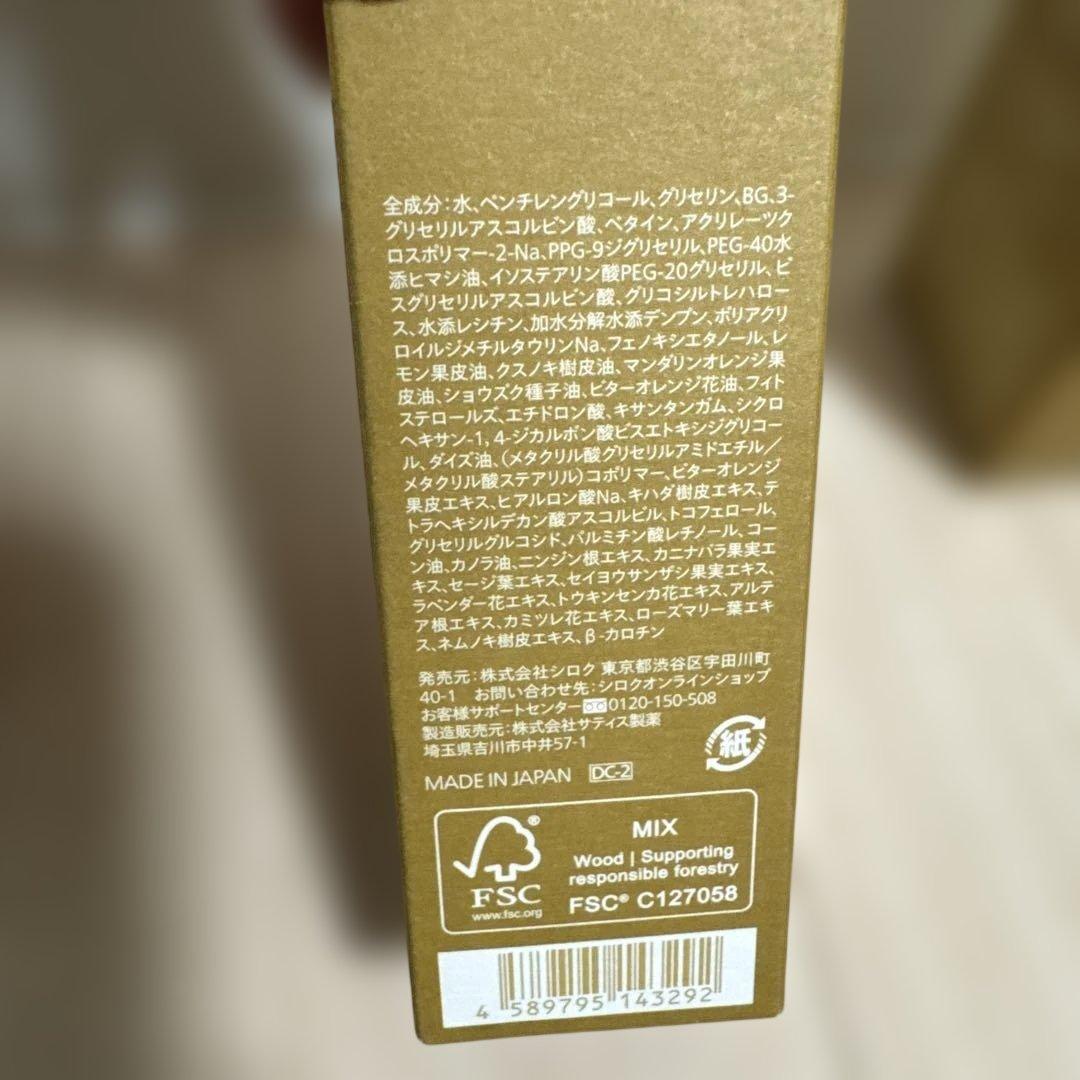 全成分：水、ペンチレングリコール、グリセリン、BG、3-
グリセリルアスコルビン酸、ベタイン、アクリレーツク
ロスポリマー-2-Na、PPG-9ジグリセリル、PEG-40水
添ヒマシ油、イソステアリン酸PEG-20グリセリル、ビ
スグリセリルアスコルビン酸、グリコシルトレハロー
ス、水添レシチン、加水分解水添デンプン、ポリアクリ
ロイルジメチルタウリンNa、フェノキシエタノール、レ
モン果皮油、クスノキ樹皮油、マンダリンオレンジ果
皮油、ショウズク種子油、ビターオレンジ花油、フィト
ステロールズ、エチドロン酸、キサンタンガム、シクロ
ヘキサン-1, 4-ジカルボン酸ビスエトキシジグリコー
ル、ダイズ油、（メタクリル酸グリセリルアミドエチル／
メタクリル酸ステアリル）コポリマー、ビターオレンジ
果皮エキス、ヒアルロン酸Na、キハダ樹皮エキス、テ
トラヘキシルデカン酸アスコルビル、トコフェロール、
グリセリルグルコシド、パルミチン酸レチノール、コー
ン油、カノラ油、ニンジン根エキス、カニナバラ果実エ
キス、セージ葉エキス、セイヨウサンザシ果実エキス、
ラベンダー花エキス、トウキンセンカ花エキス、アルテ
ア根エキス、カミツレ花エキス、ローズマリー葉エキ
ス、ネムノキ樹皮エキス、β-カロチン
発売元：株式会社シロク 東京都渋谷区宇田川町
40-1 お問い合わせ先：シロクオンラインショップ
お客様サポートセンター 0120-150-508
製造販売元：株式会社サティス製薬
埼玉県吉川市中井57-1
紙
MADE IN JAPAN DC-2
MIX
Wood | Supporting
responsible forestry
FSC® C127058
®
FSC
www.fsc.org
4 589795 143292